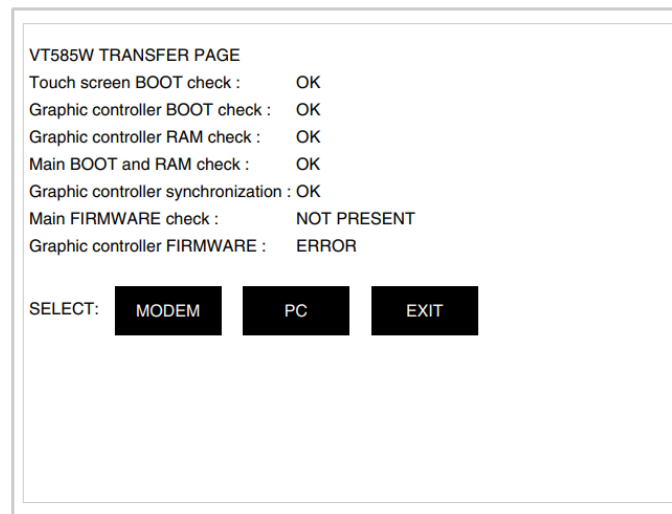 VT585W TRANSFER PAGE
Touch screen BOOT check : OK
Graphic controller BOOT check : OK
Graphic controller RAM check : OK
Main BOOT and RAM check : OK
Graphic controller synchronization : OK
Main FIRMWARE check : NOT PRESENT
Graphic controller FIRMWARE : ERROR
SELECT: MODEM PC EXIT